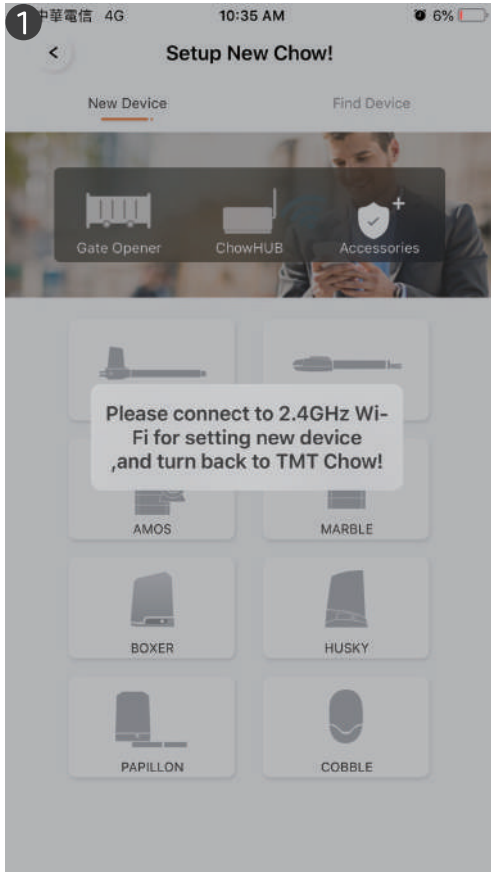 1
中華電信 4G 10:35 AM 6%
< Setup New Chow!
New Device Find Device
Gate Opener ChowHUB Accessories
Please connect to 2.4GHz Wi-
Fi for setting new device
,and turn back to TMT Chow!
AMOS MARBLE
BOXER HUSKY
PAPILLON COBBLE